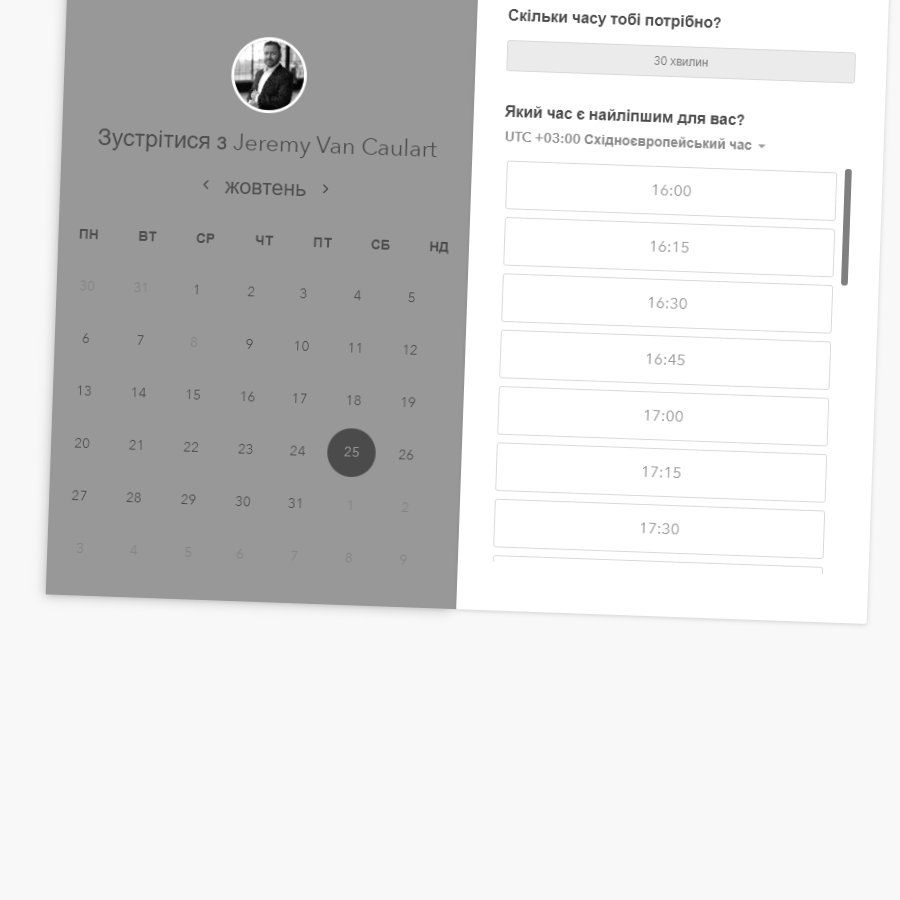 Зустрітися з Jeremy Van Caulart
жовтень
ПН ВТ СР ЧТ ПТ СБ НД
30 31 1 2 3 4 5
6 7 8 9 10 11 12
13 14 15 16 17 18 19
20 21 22 23 24 25 26
27 28 29 30 31 1 2
3 4 5 6 7 8 9
Скільки часу тобі потрібно?
30 хвилин
Який час є найліпшим для вас?
UTC +03:00 Східноєвропейський час
16:00
16:15
16:30
16:45
17:00
17:15
17:30